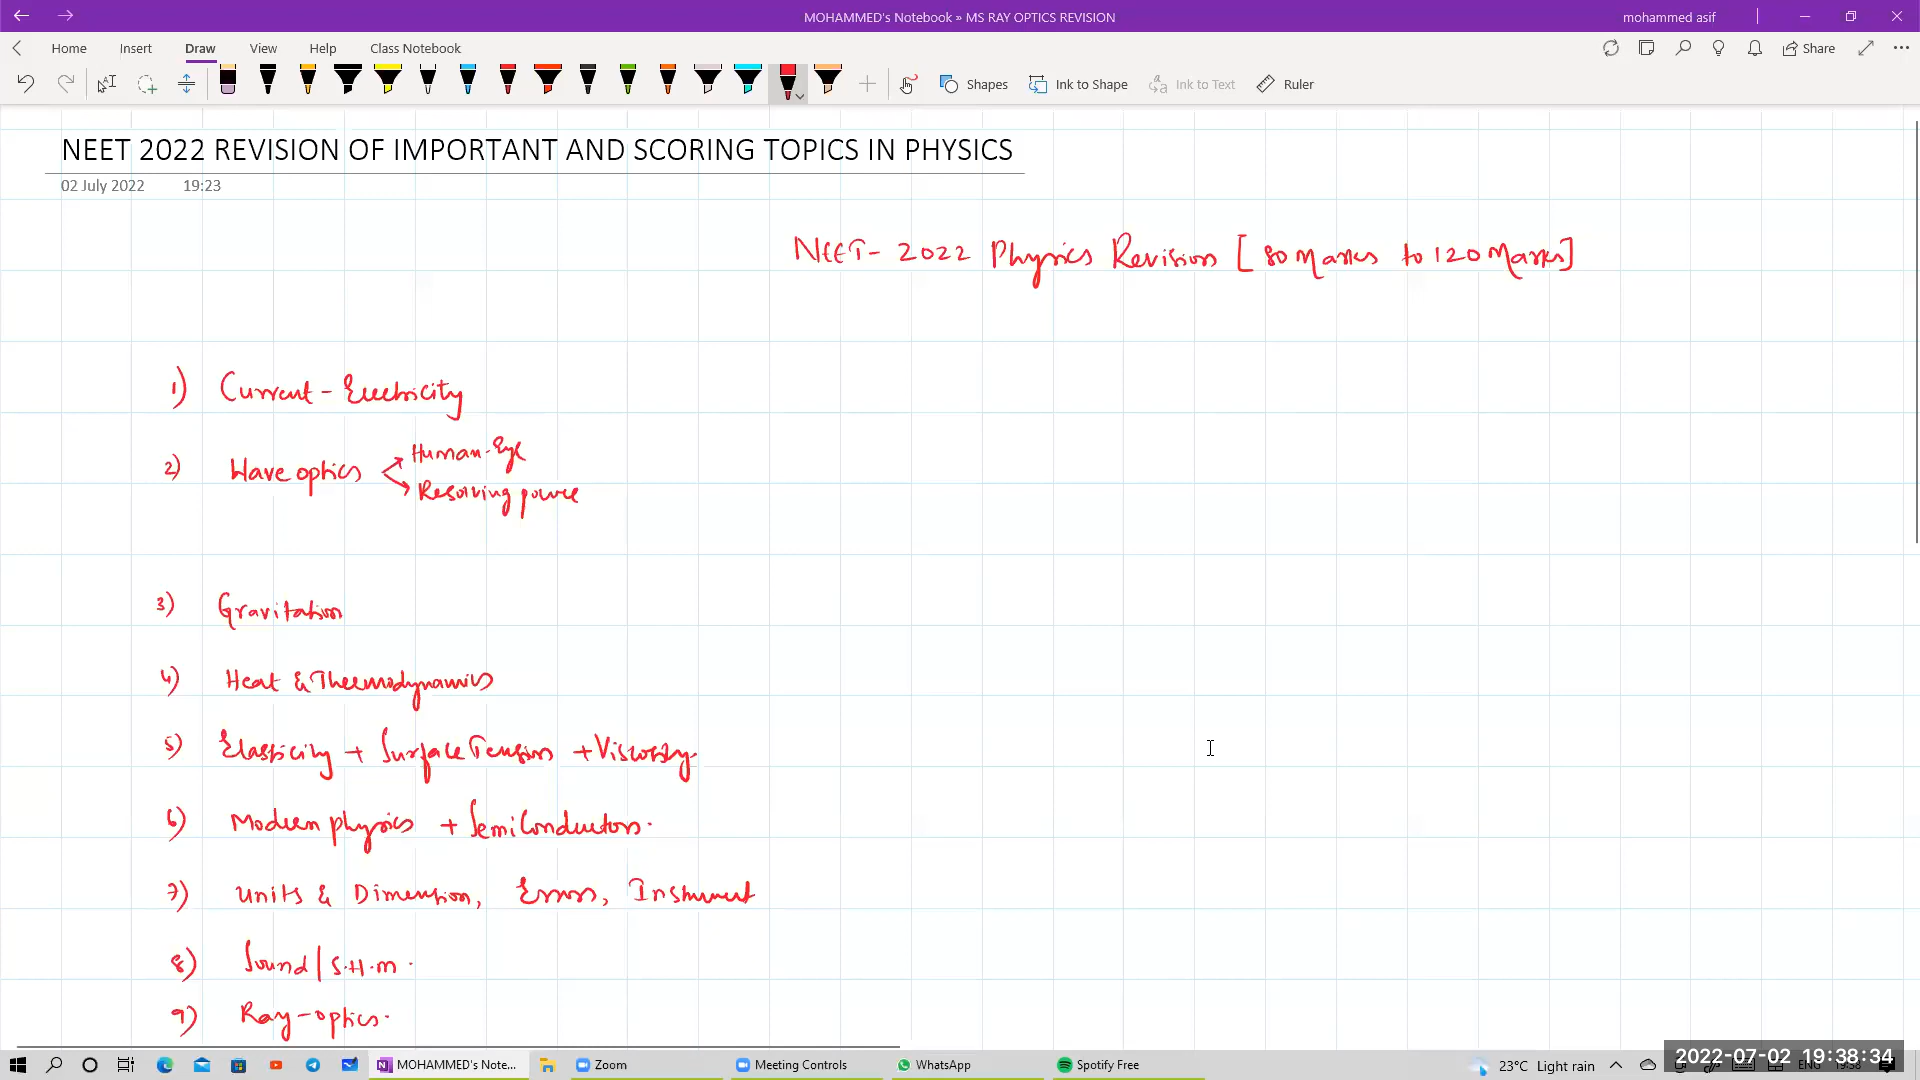 MOHAMMED's Notebook » MS RAY OPTICS REVISION
mohammed asif
Home Insert Draw View Help Class Notebook
Share
Shapes Ink to Shape Ink to Text Ruler
NEET 2022 REVISION OF IMPORTANT AND SCORING TOPICS IN PHYSICS
02 July 2022 19:23
NEET- 2022 Physics Revision [80 Marks to 120 Marks]
1) Current - Electricity
2) Wave optics
Human-Eye
Resolving power
3) Gravitation
4) Heat & Thermodynamics
5) Elasticity + Surface Tension + Viscosity
6) Modern physics + SemiConductors.
7) Units & Dimension, Errors, Instrument
8) Sound | S.H.M.
9) Ray-optics.
MOHAMMED's Note... Zoom Meeting Controls WhatsApp Spotify Free 23°C Light rain
2022-07-02 19:38:34